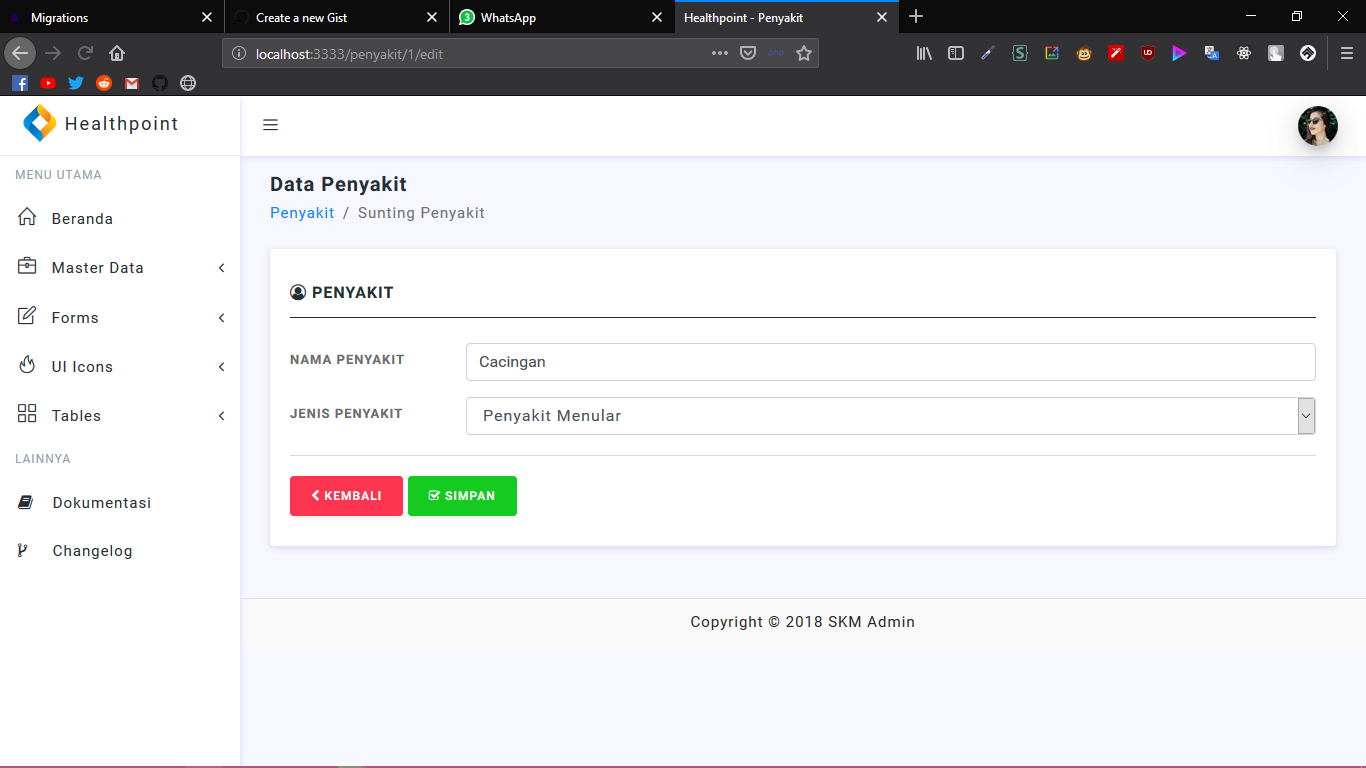 Migrations
Create a new Gist
3 WhatsApp
Healthpoint - Penyakit
localhost:3333/penyakit/1/edit
Healthpoint
MENU UTAMA
Beranda
Master Data
Forms
UI Icons
Tables
LAINNYA
Dokumentasi
Changelog
Data Penyakit
Penyakit / Sunting Penyakit
PENYAKIT
NAMA PENYAKIT Cacingan
JENIS PENYAKIT Penyakit Menular
KEMBALI SIMPAN
Copyright © 2018 SKM Admin